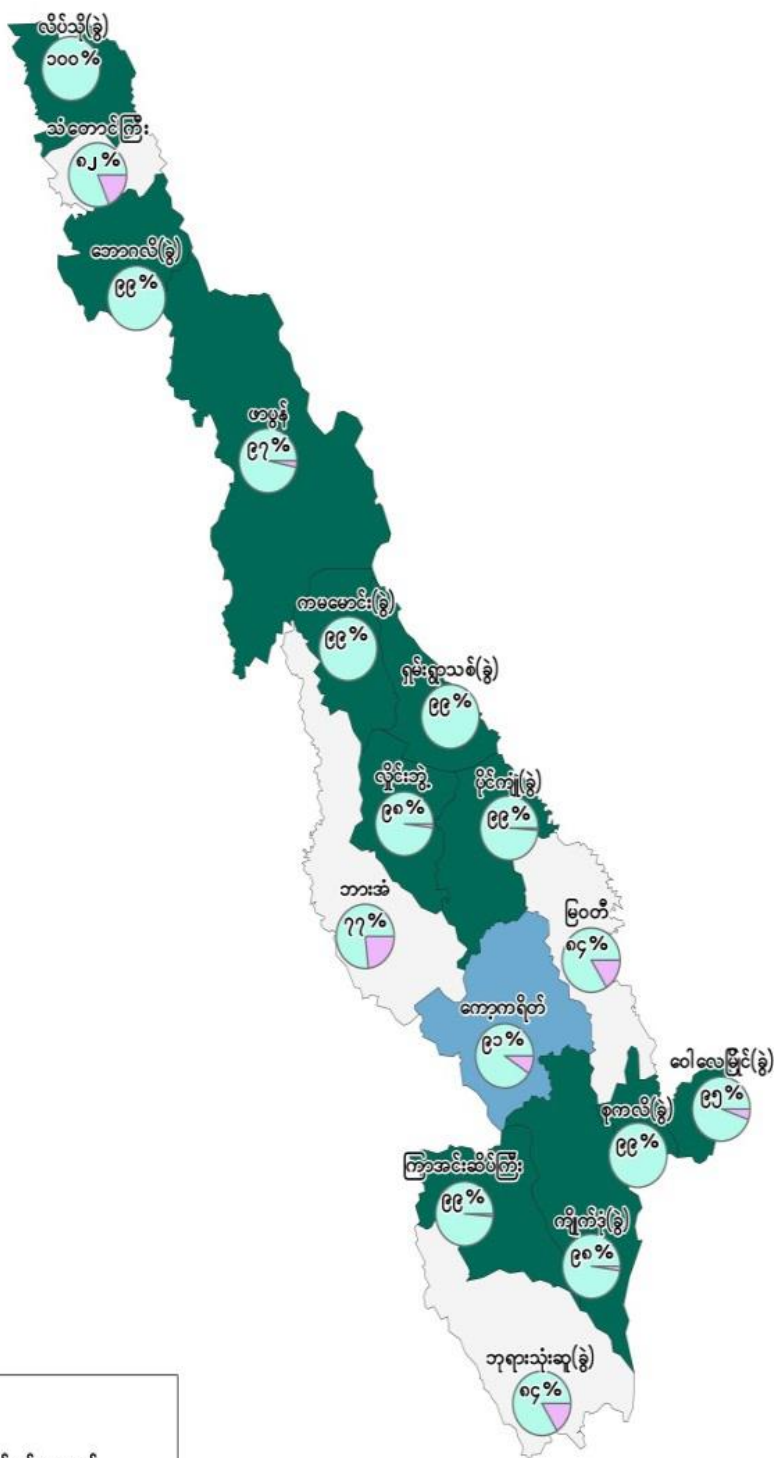 လိပ်သို(ခွဲ)
၁၀၀%
သံတောင်ကြီး
၈၂%
ဘောဂလိ(ခွဲ)
၉၉%
ဖာပွန်
၉၇%
ကမမောင်း(ခွဲ)
၉၉%
ရှမ်းရွာသစ်(ခွဲ)
၉၉%
လှိုင်းဘွဲ့
၉၈%
ပိုင်ကျုံ(ခွဲ)
၉၉%
ဘားအံ
၇၇%
မြဝတီ
၈၄%
ကော့ကရိတ်
၉၁%
ဝေါလေမြိုင်(ခွဲ)
၉၅%
စုကလိ(ခွဲ)
၉၉%
ကြာအင်းဆိပ်ကြီး
၉၉%
ကျိုက်ဒုံ(ခွဲ)
၉၈%
ဘုရားသုံးဆူ(ခွဲ)
၈၄%